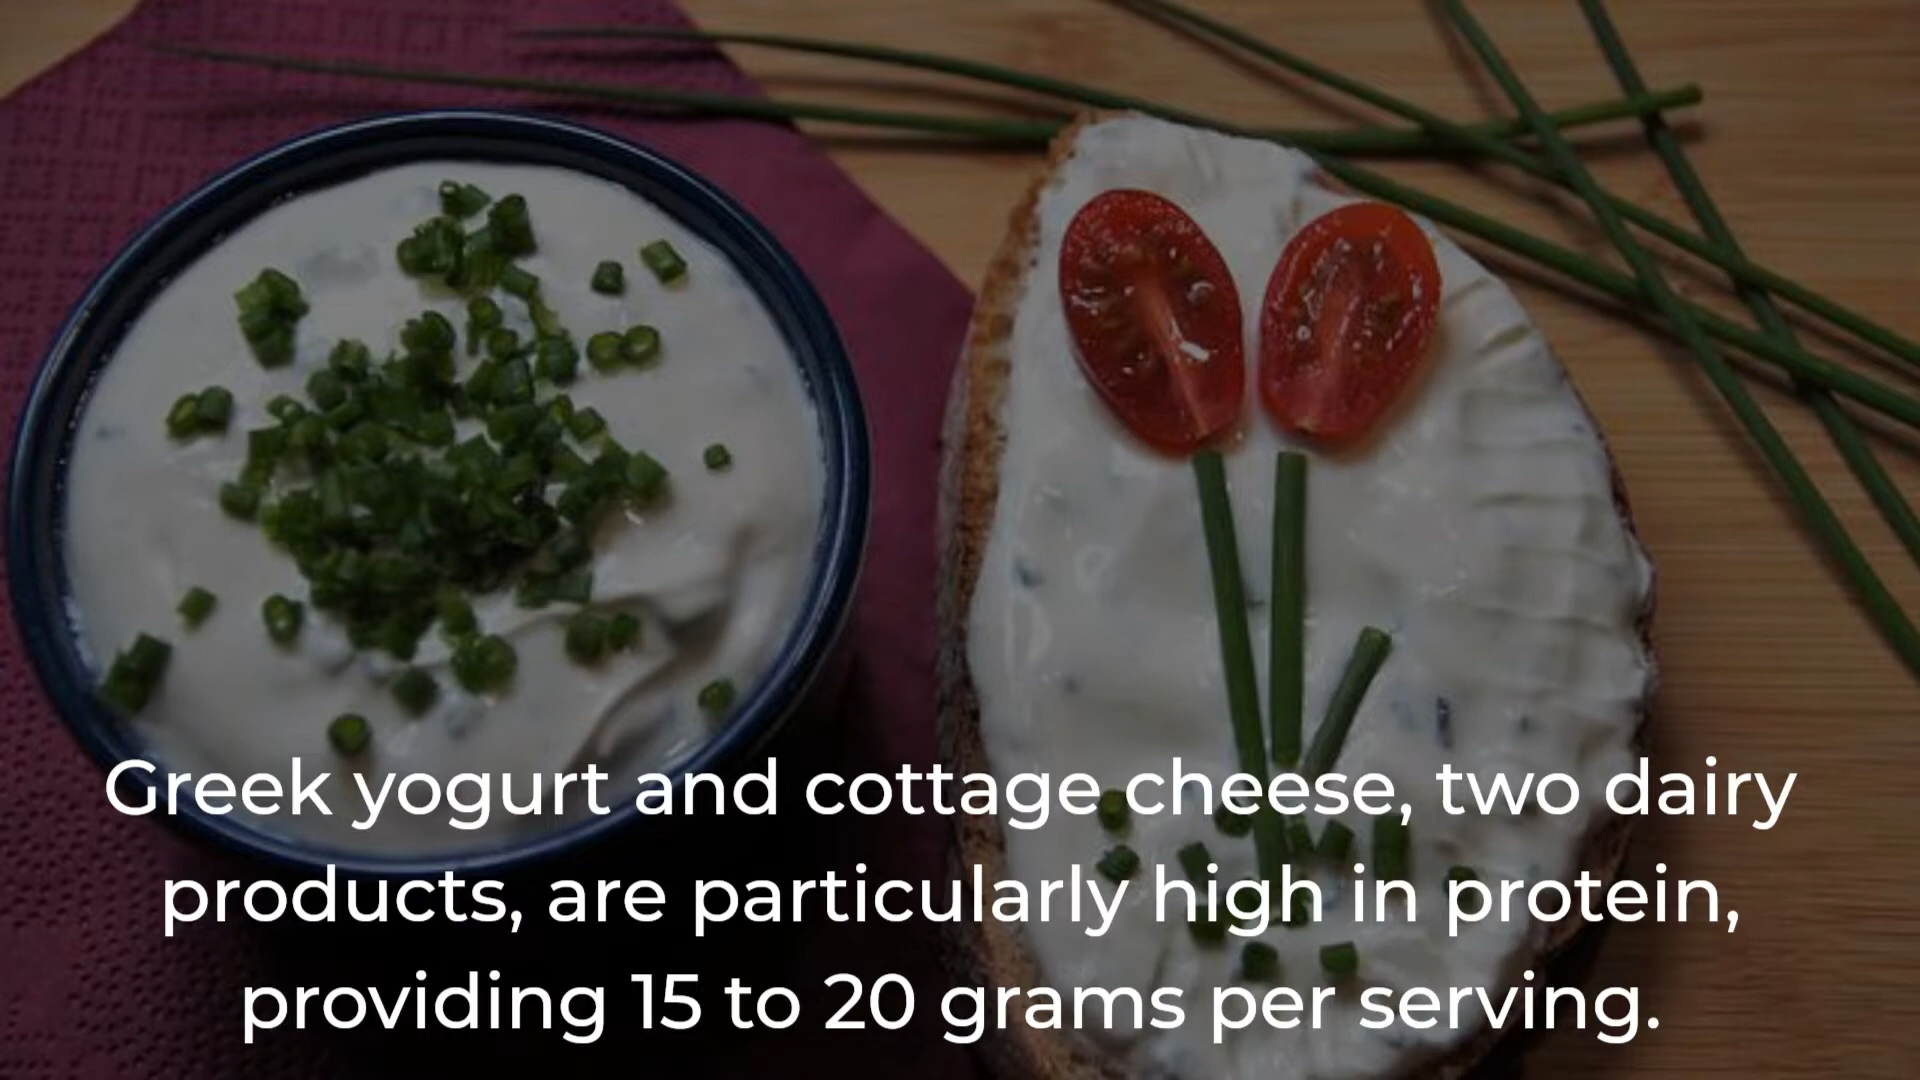 Greek yogurt and cottage cheese, two dairy
products, are particularly high in protein,
providing 15 to 20 grams per serving.